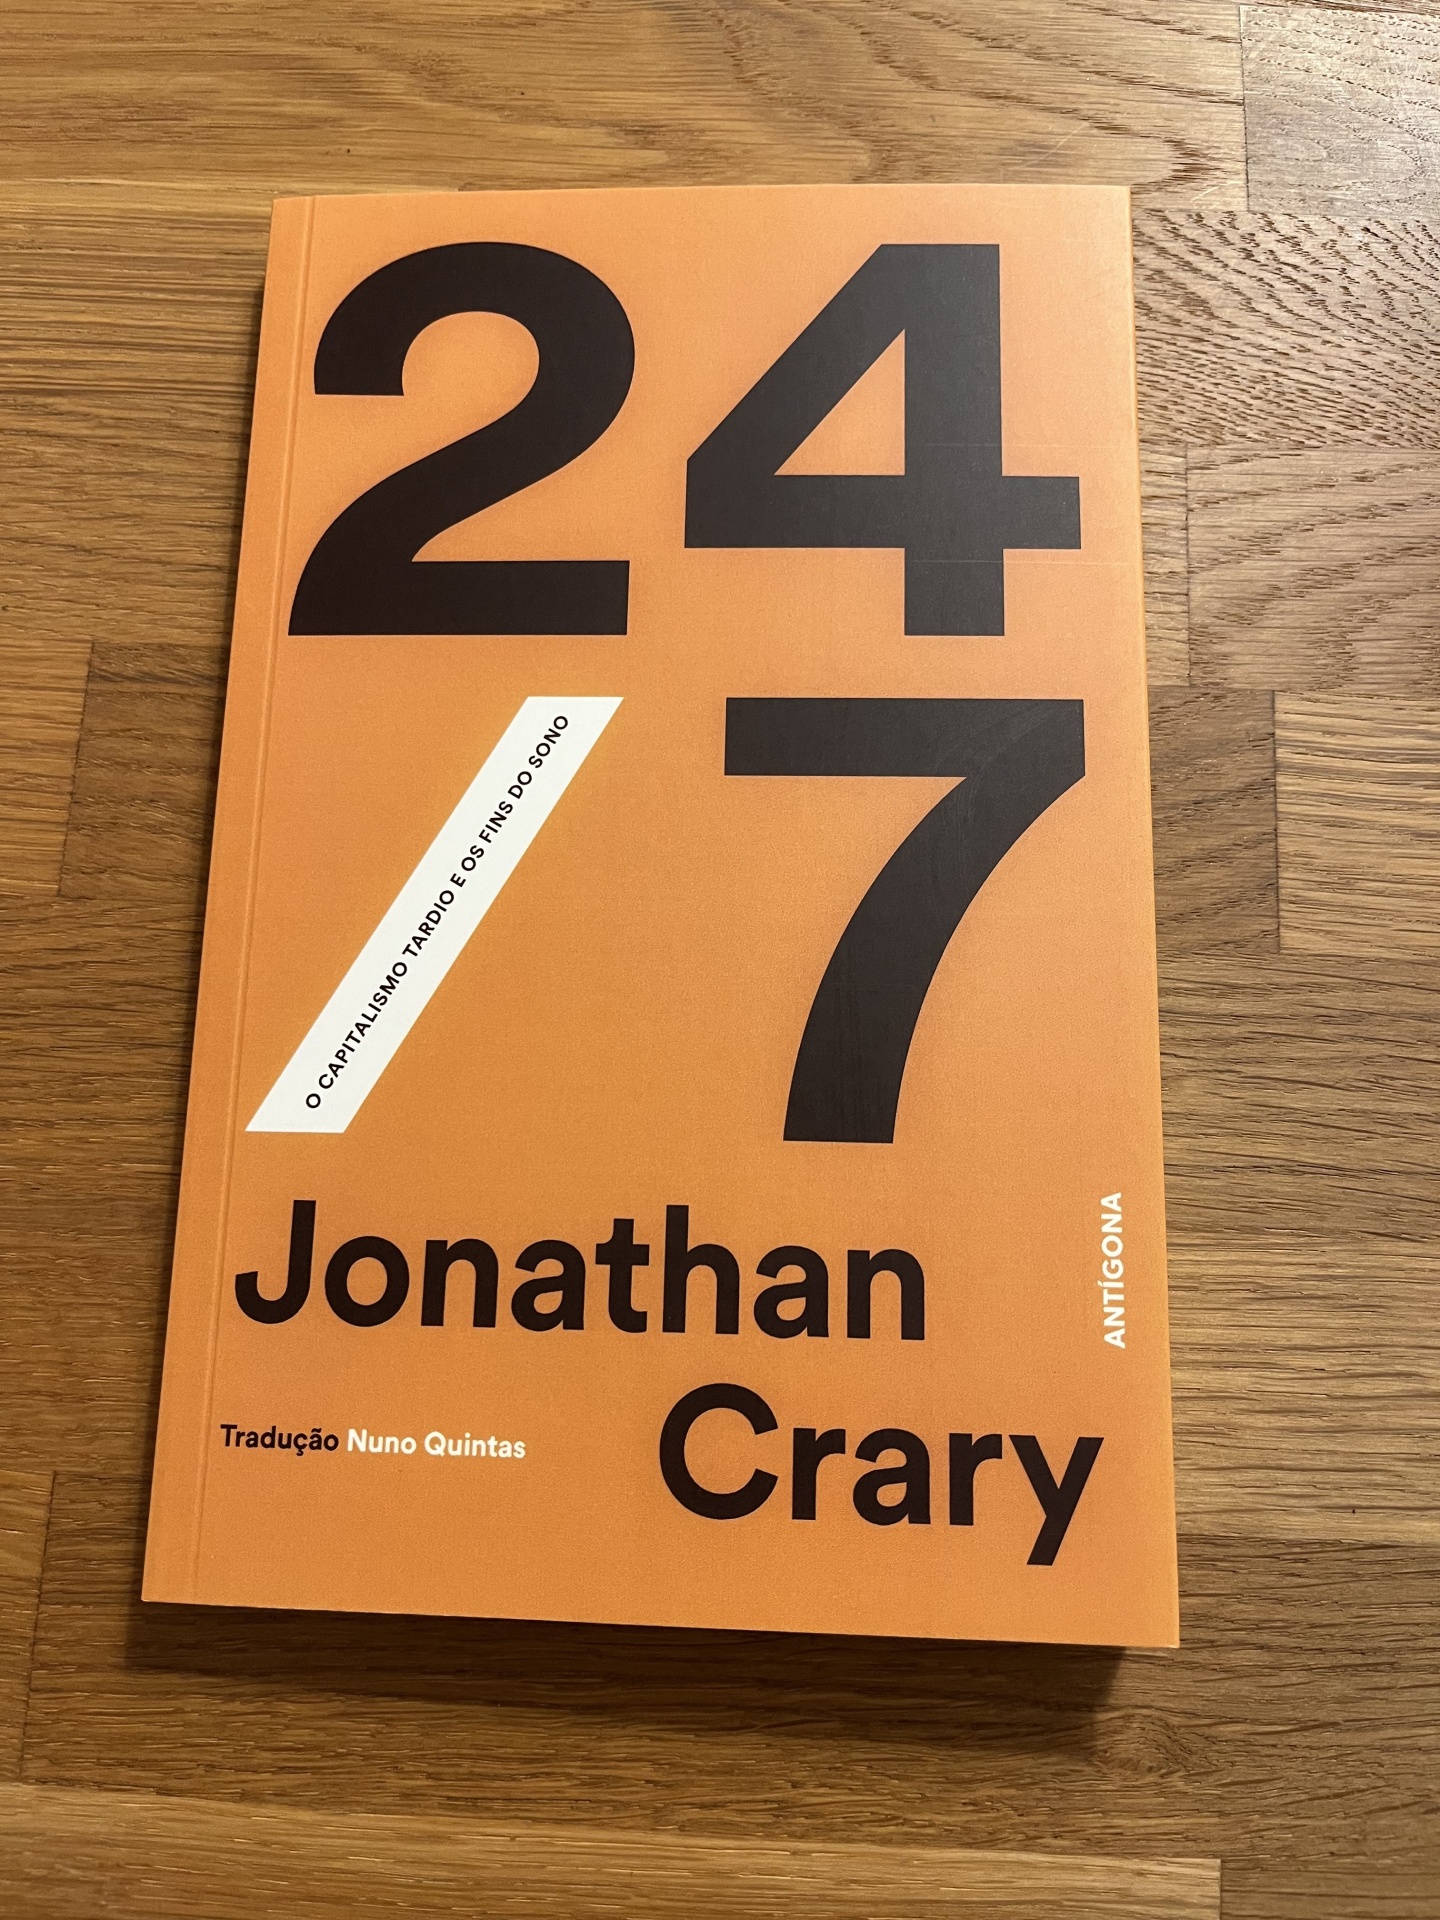 24
/7
O CAPITALISMO TARDIO E OS FINS DO SONO
Jonathan
Crary
Tradução Nuno Quintas
ANTÍGONA